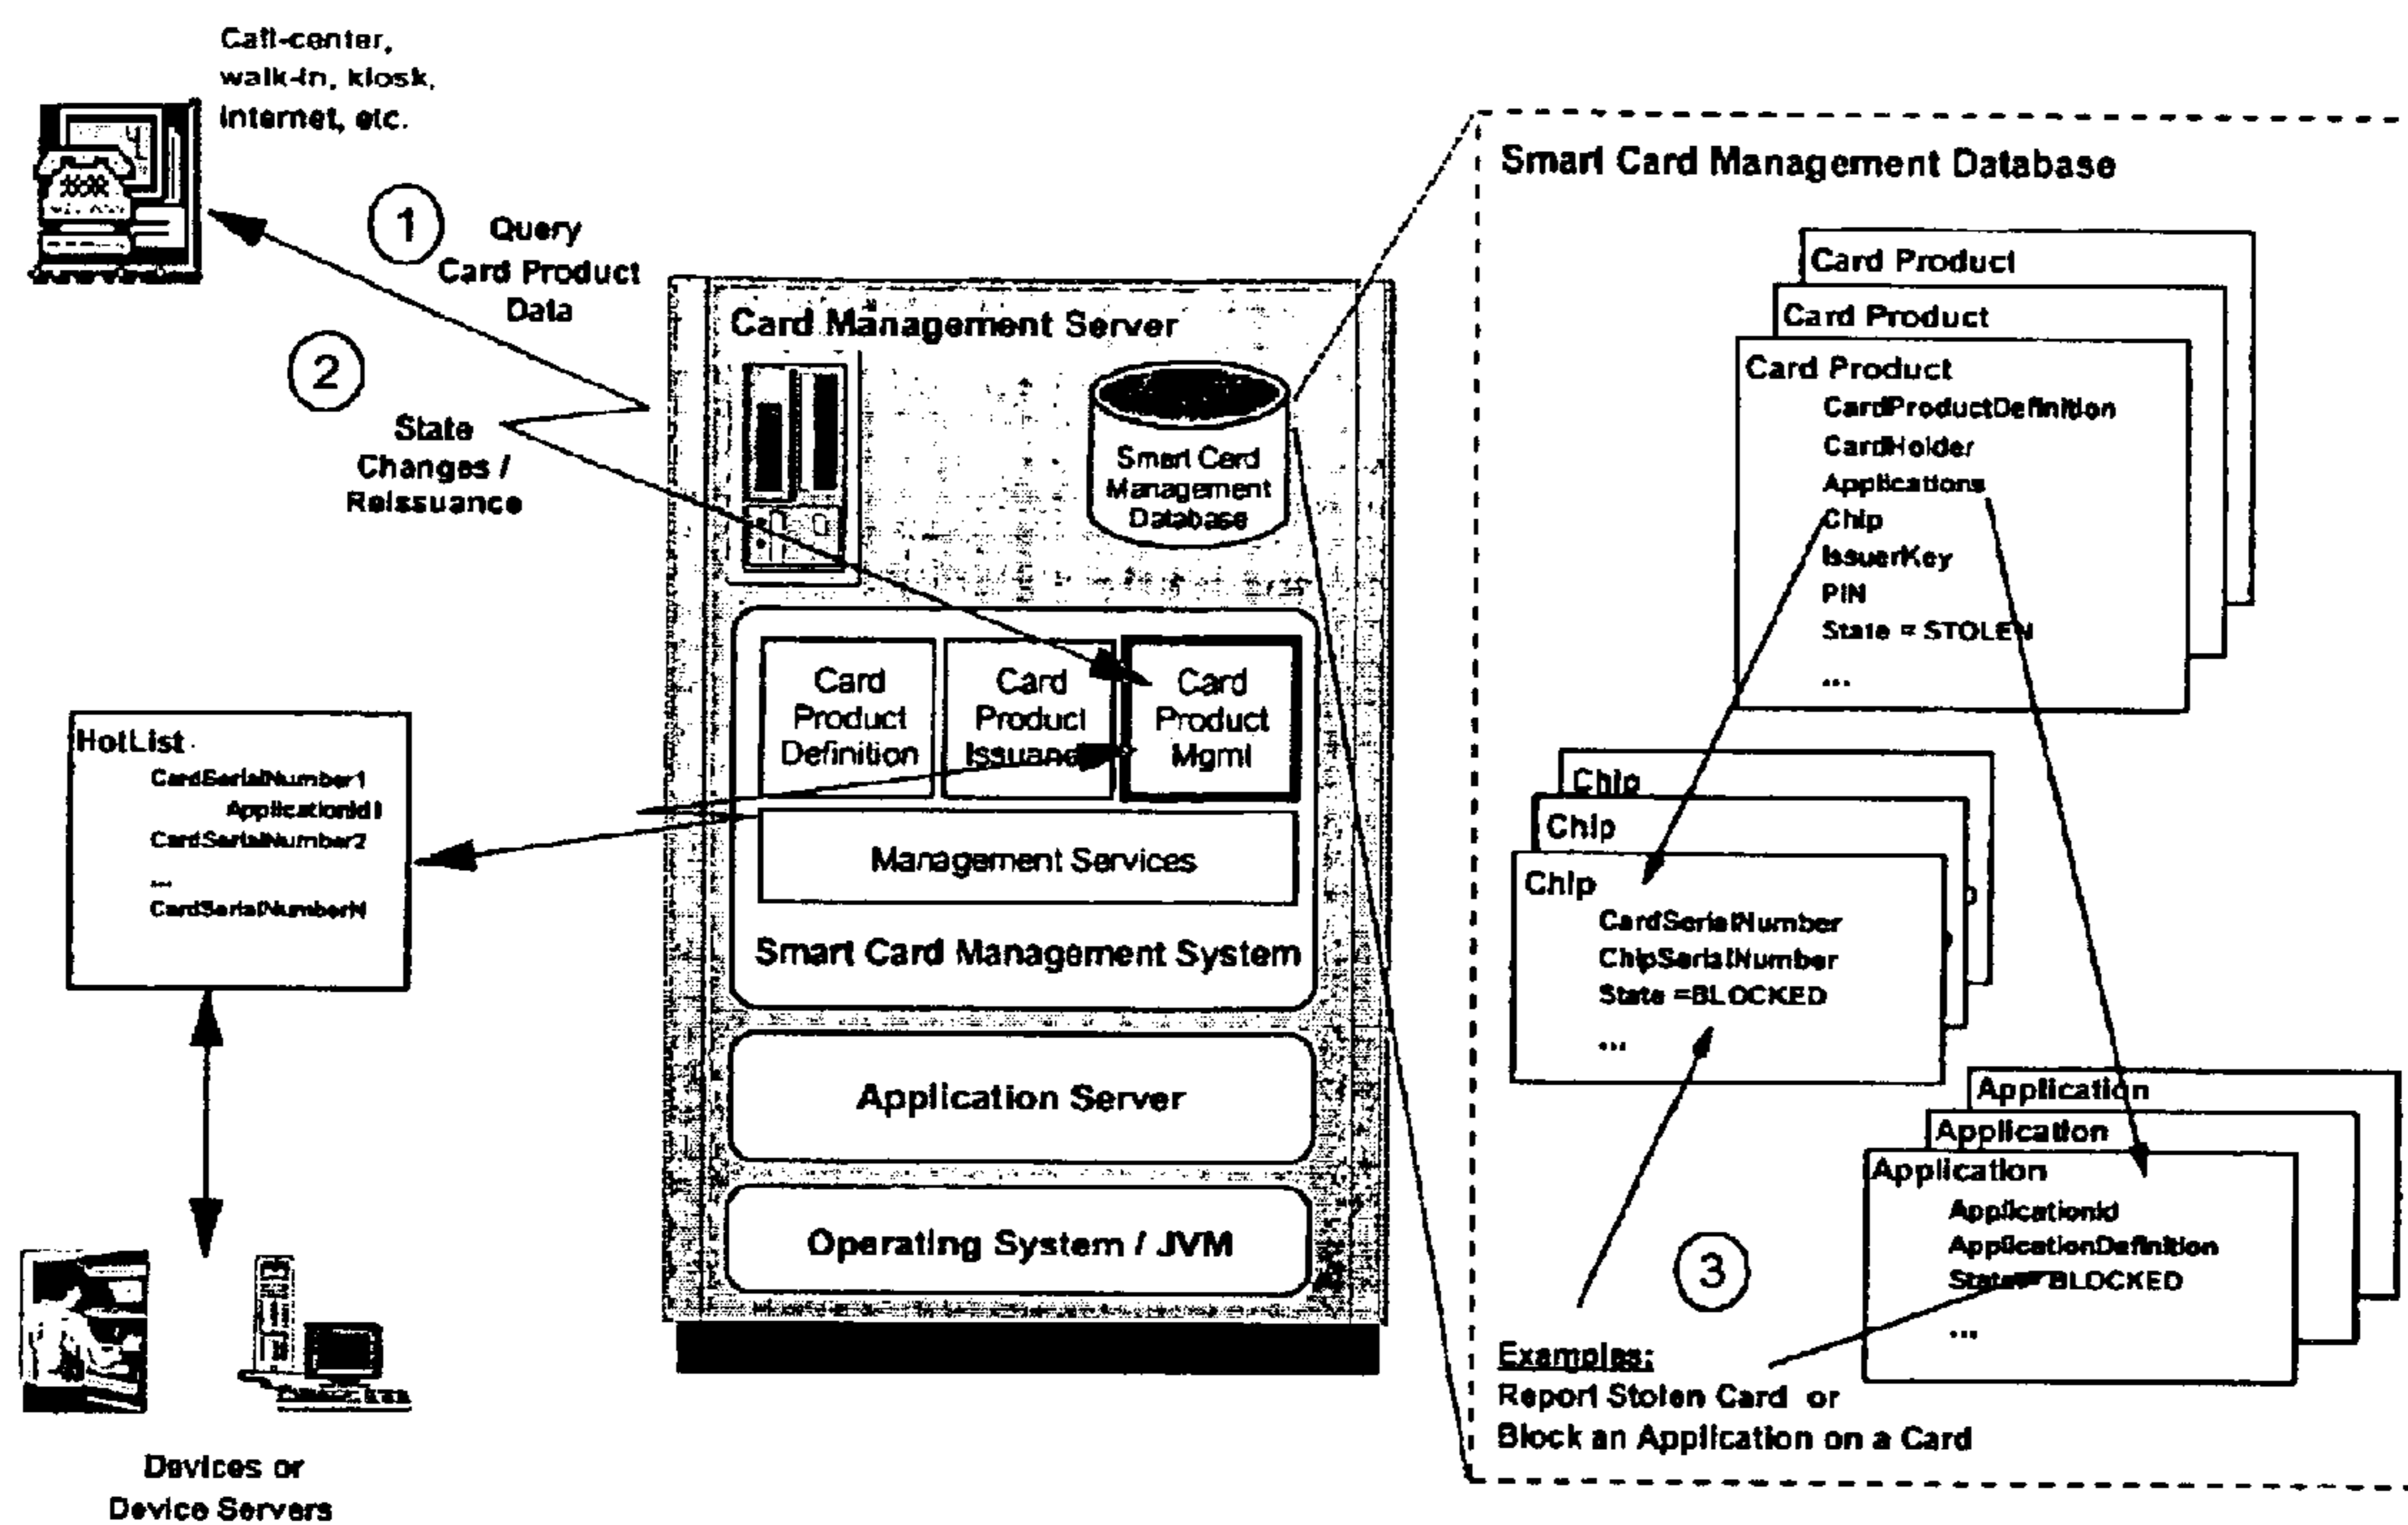 Call-center,
walk-in, kiosk,
Internet, etc.
1
Query
Card Product
Data
2
State
Changes /
Reissuance
HotList
CardSerialNumber1
ApplicationId1
CardSerialNumber2
...
CardSerialNumberN
Devices or
Device Servers
Card Management Server
Smart Card
Management
Database
Card
Product
Definition
Card
Product
Issuance
Card
Product
Mgmt
Management Services
Smart Card Management System
Application Server
Operating System / JVM
Smart Card Management Database
Card Product
Card Product
Card Product
CardProductDefinition
CardHolder
Applications
Chip
IssuerKey
PIN
State = STOLEN
...
Chip
Chip
Chip
CardSerialNumber
ChipSerialNumber
State =BLOCKED
...
Application
Application
Application
ApplicationId
ApplicationDefinition
State= BLOCKED
...
3
Examples:
Report Stolen Card or
Block an Application on a Card